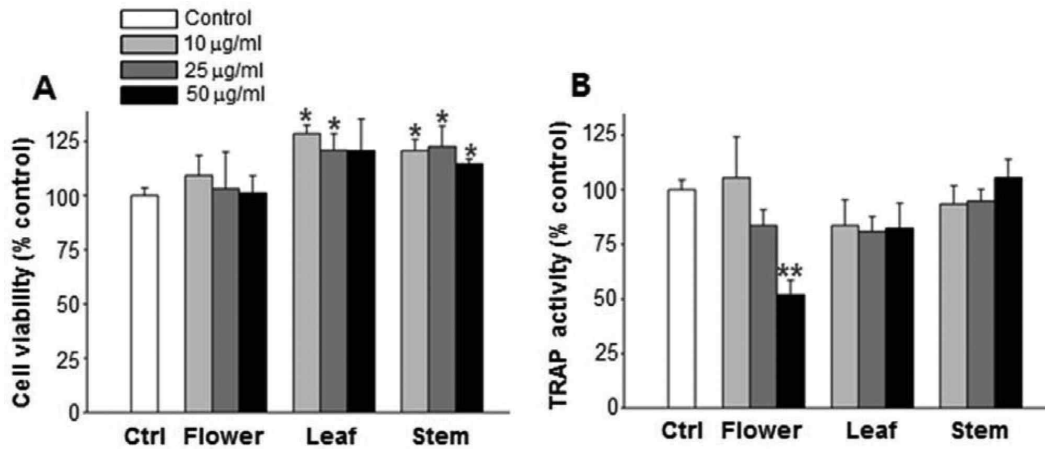 Control
10 μg/ml
25 μg/ml
50 μg/ml
A
B
Cell viability (% control)
125
100
75
50
25
0
* * * * *
Ctrl Flower Leaf Stem
TRAP activity (% control)
125
100
75
50
25
0
**
Ctrl Flower Leaf Stem